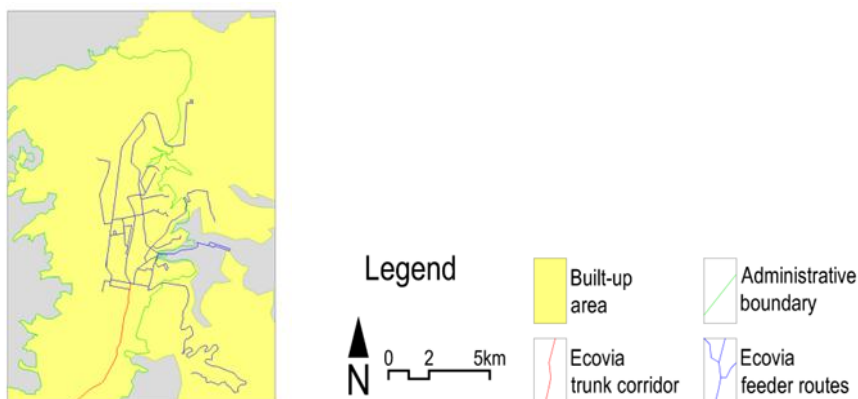 Legend
Built-up
area
Administrative
boundary
0 2 5km
N
Ecovia
trunk corridor
Ecovia
feeder routes